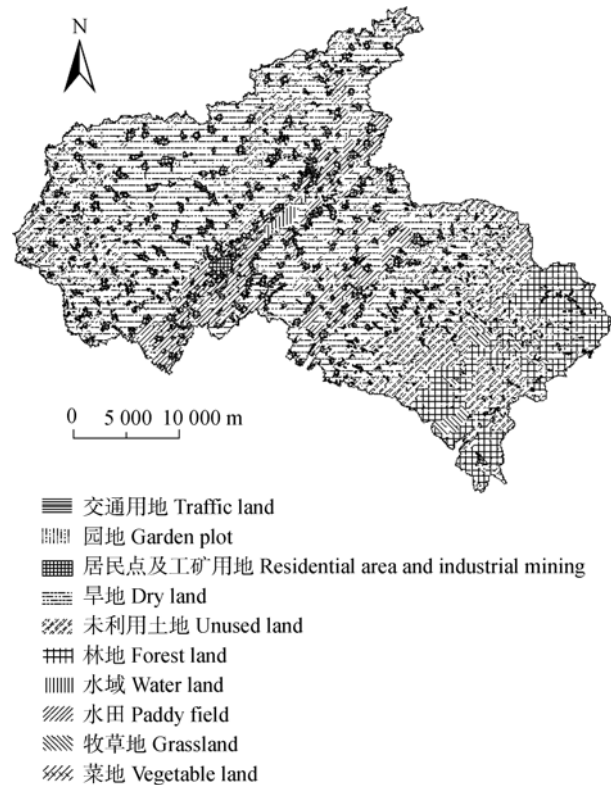 N
0 5 000 10 000 m
交通用地 Traffic land
园地 Garden plot
居民点及工矿用地 Residential area and industrial mining
旱地 Dry land
未利用土地 Unused land
林地 Forest land
水域 Water land
水田 Paddy field
牧草地 Grassland
菜地 Vegetable land